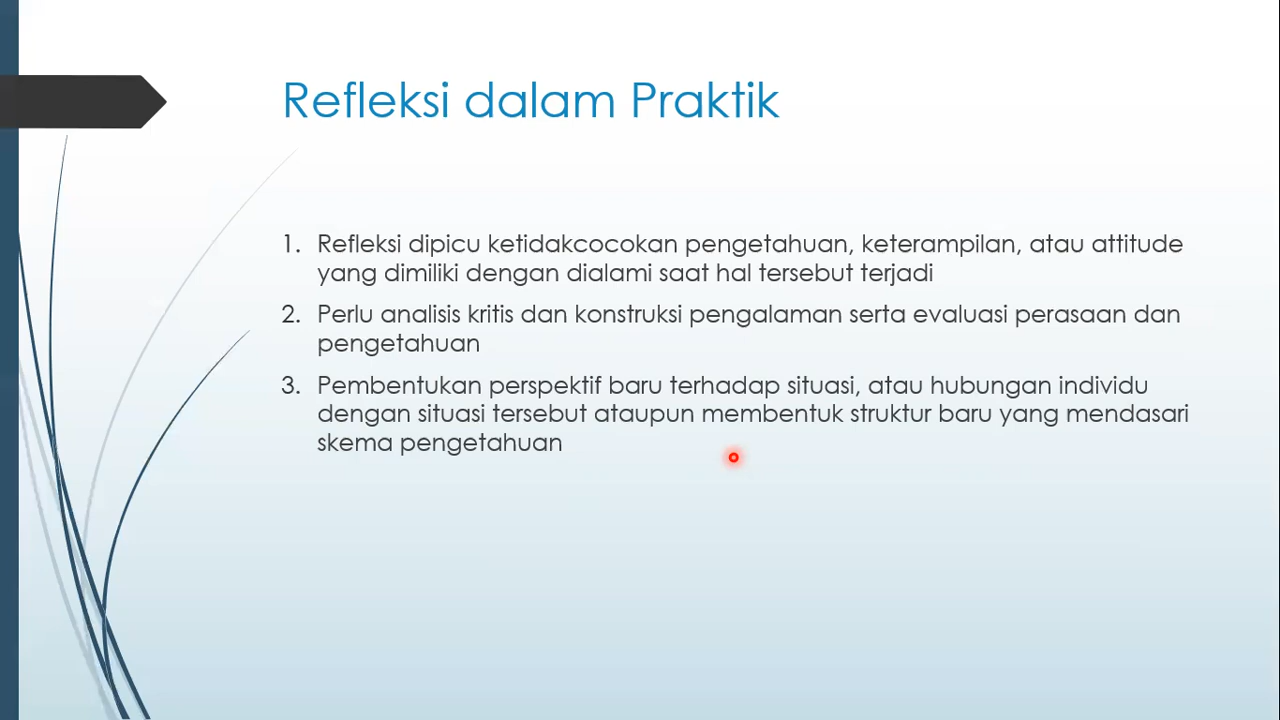 Refleksi dalam Praktik
1. Refleksi dipicu ketidakcocokan pengetahuan, keterampilan, atau attitude
yang dimiliki dengan dialami saat hal tersebut terjadi
2. Perlu analisis kritis dan konstruksi pengalaman serta evaluasi perasaan dan
pengetahuan
3. Pembentukan perspektif baru terhadap situasi, atau hubungan individu
dengan situasi tersebut ataupun membentuk struktur baru yang mendasari
skema pengetahuan